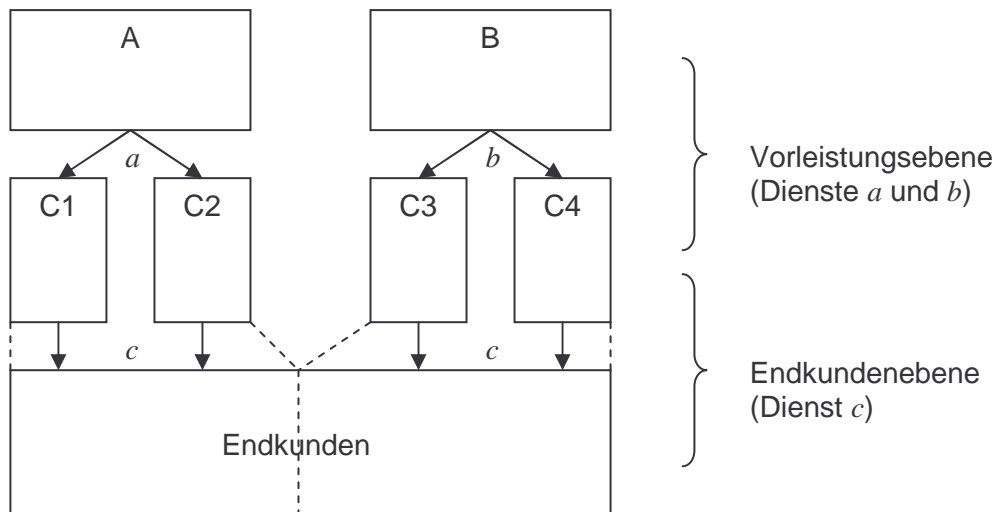 A
B
a
b
C1
C2
C3
C4
Vorleistungsebene
(Dienste a und b)
c
c
Endkundenebene
(Dienst c)
Endkunden